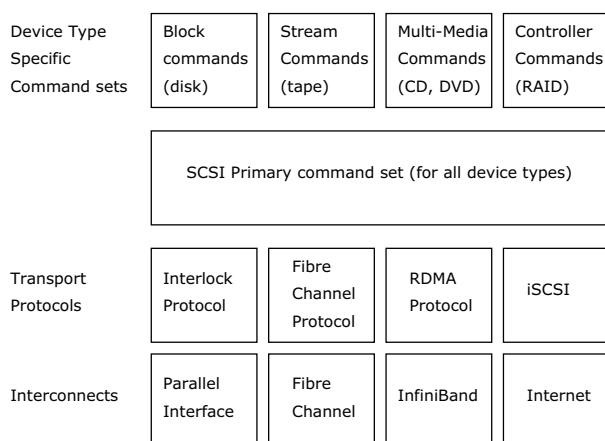 Device Type
Specific
Command sets
Block
commands
(disk)
Stream
Commands
(tape)
Multi-Media
Commands
(CD, DVD)
Controller
Commands
(RAID)
SCSI Primary command set (for all device types)
Transport
Protocols
Interlock
Protocol
Fibre
Channel
Protocol
RDMA
Protocol
iSCSI
Interconnects
Parallel
Interface
Fibre
Channel
InfiniBand
Internet